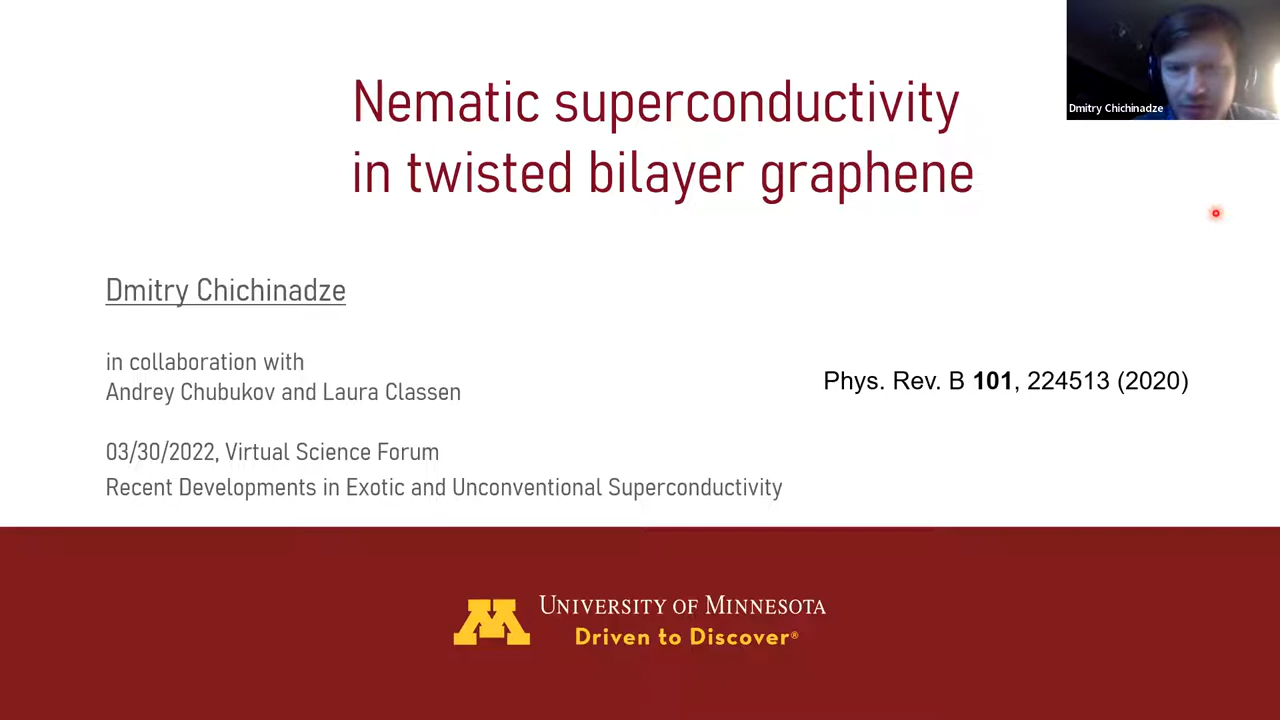 Nematic superconductivity
in twisted bilayer graphene
Dmitry Chichinadze
Dmitry Chichinadze
in collaboration with
Andrey Chubukov and Laura Classen
Phys. Rev. B 101, 224513 (2020)
03/30/2022, Virtual Science Forum
Recent Developments in Exotic and Unconventional Superconductivity
M
UNIVERSITY OF MINNESOTA
Driven to Discover®